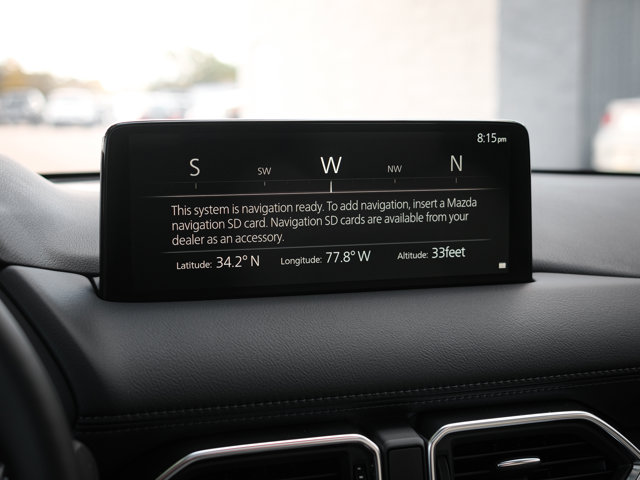 8:15pm
S SW W NW N
This system is navigation ready. To add navigation, insert a Mazda
navigation SD card. Navigation SD cards are available from your
dealer as an accessory.
Latitude: 34.2° N Longitude: 77.8° W Altitude: 33feet